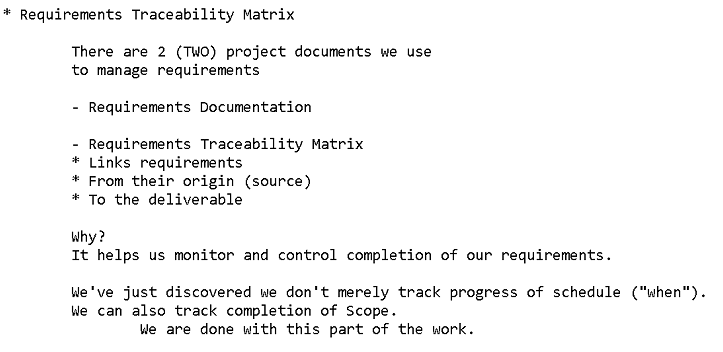 * Requirements Traceability Matrix
There are 2 (TWO) project documents we use
to manage requirements
- Requirements Documentation
- Requirements Traceability Matrix
* Links requirements
* From their origin (source)
* To the deliverable
Why?
It helps us monitor and control completion of our requirements.
We've just discovered we don't merely track progress of schedule ("when").
We can also track completion of Scope.
We are done with this part of the work.